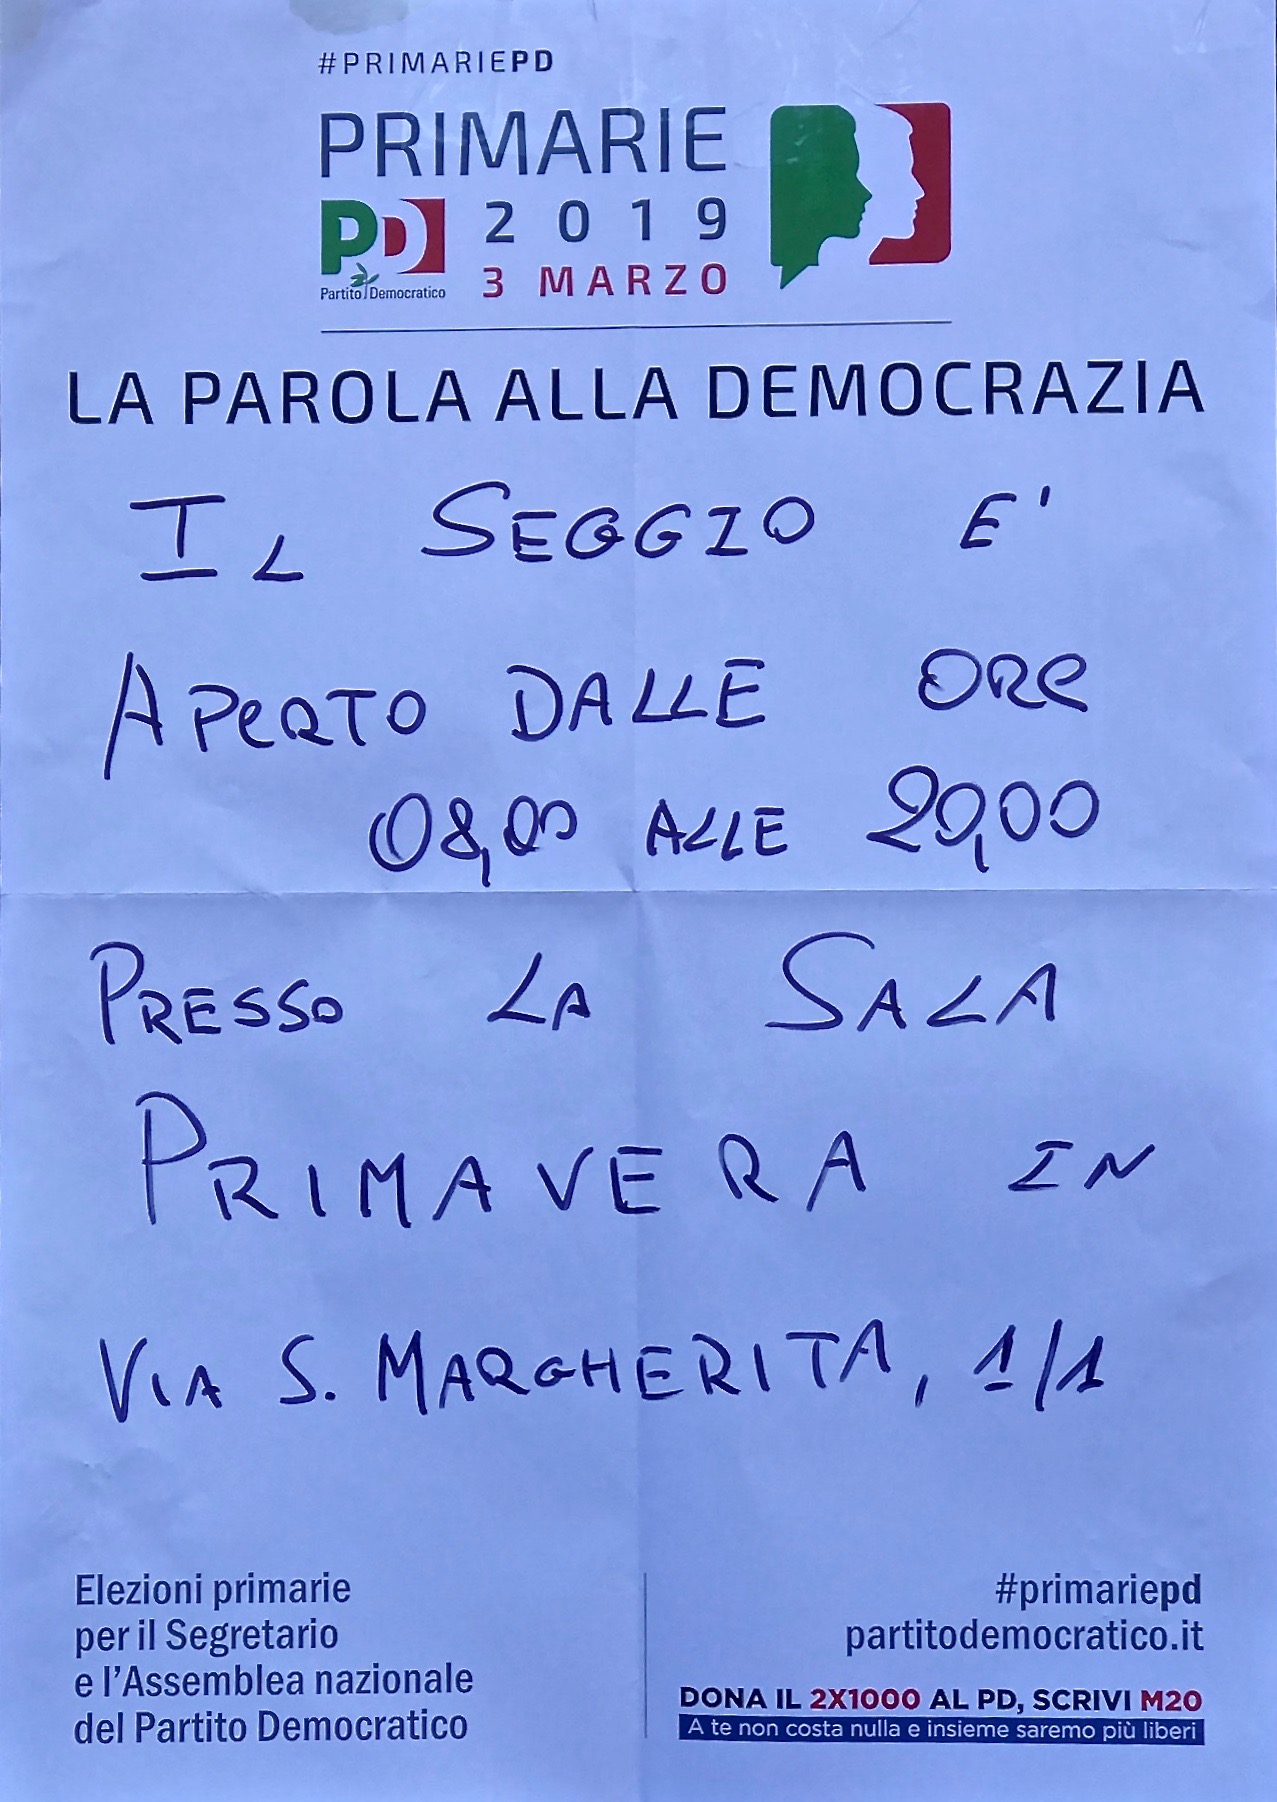 #PRIMARIEPD
PRIMARIE
PD 2 0 1 9
Partito Democratico 3 MARZO
LA PAROLA ALLA DEMOCRAZIA
IL SEGGIO E'
APeRTO DALLE ORe
08,00 ALLE 20,00
PRESSO LA SALA
PRIMAVERA IN
VIA S. MARGHERITA, 1/1
Elezioni primarie
per il Segretario
e l'Assemblea nazionale
del Partito Democratico
#primariepd
partitodemocratico.it
DONA IL 2X1000 AL PD, SCRIVI M20
A te non costa nulla e insieme saremo più liberi